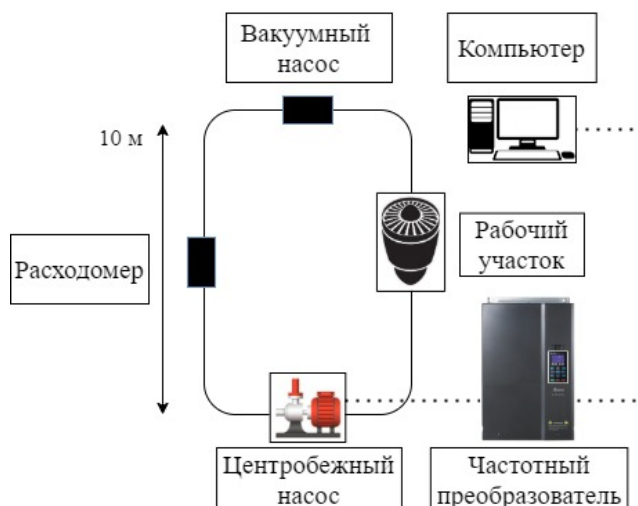 Вакуумный
насос
Компьютер
10 м
Расходомер
Рабочий
участок
Центробежный
насос
Частотный
преобразователь